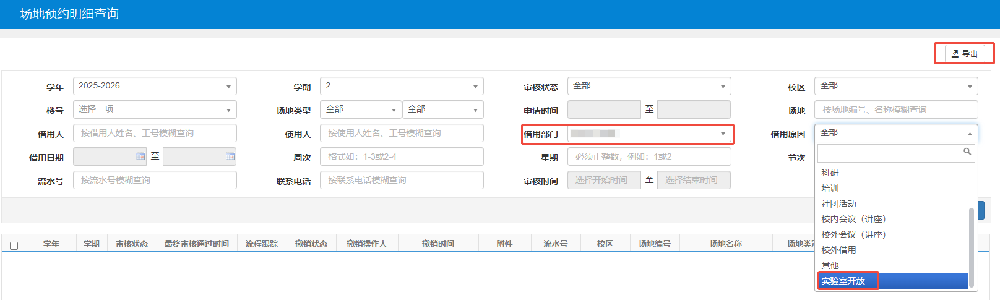 场地预约明细查询
导出
学年 2025-2026 学期 2 审核状态 全部 校区 全部
楼号 选择一项 场地类型 全部 全部 申请时间 至 场地 按场地编号、名称模糊查询
借用人 按借用人姓名、工号模糊查询 使用人 按使用人姓名、工号模糊查询 借用部门 借用原因 全部
借用日期 至 周次 格式如：1-3或2-4 星期 必须正整数，例如：1或2 节次
流水号 按流水号模糊查询 联系电话 按联系电话模糊查询 审核时间 选择开始时间 至 选择结束时间
科研
培训
社团活动
校内会议（讲座）
校外会议（讲座）
校外借用
其他
实验室开放
学年 学期 审核状态 最终审核通过时间 流程跟踪 撤销状态 撤销操作人 撤销时间 附件 流水号 校区 场地编号 场地名称 场地类